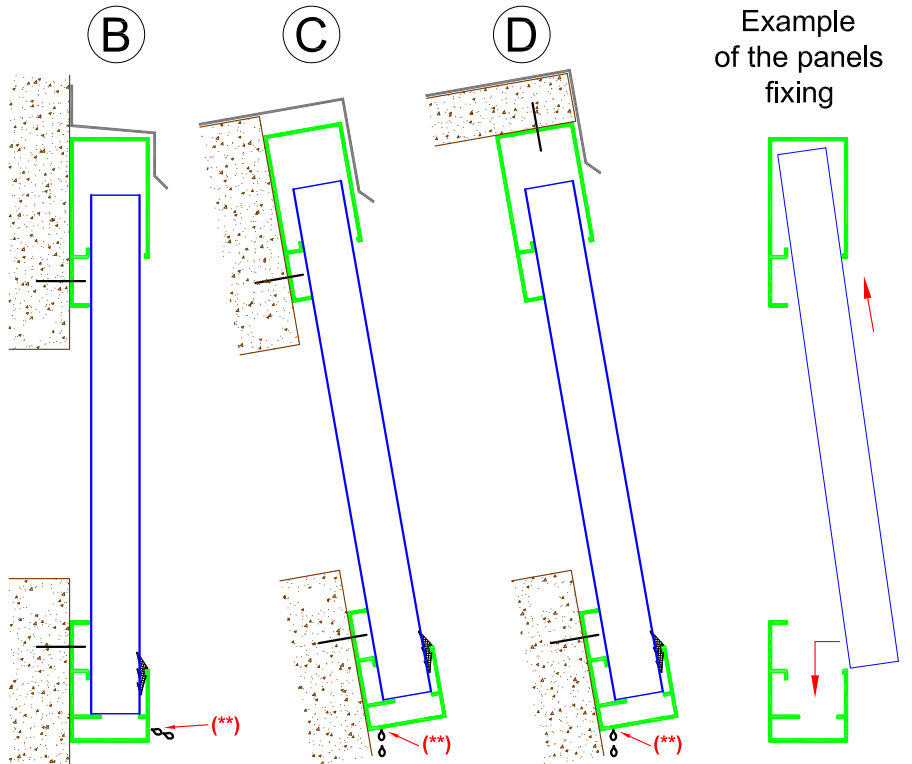 B
C
D
Example
of the panels
fixing
(**)
(**)
(**)